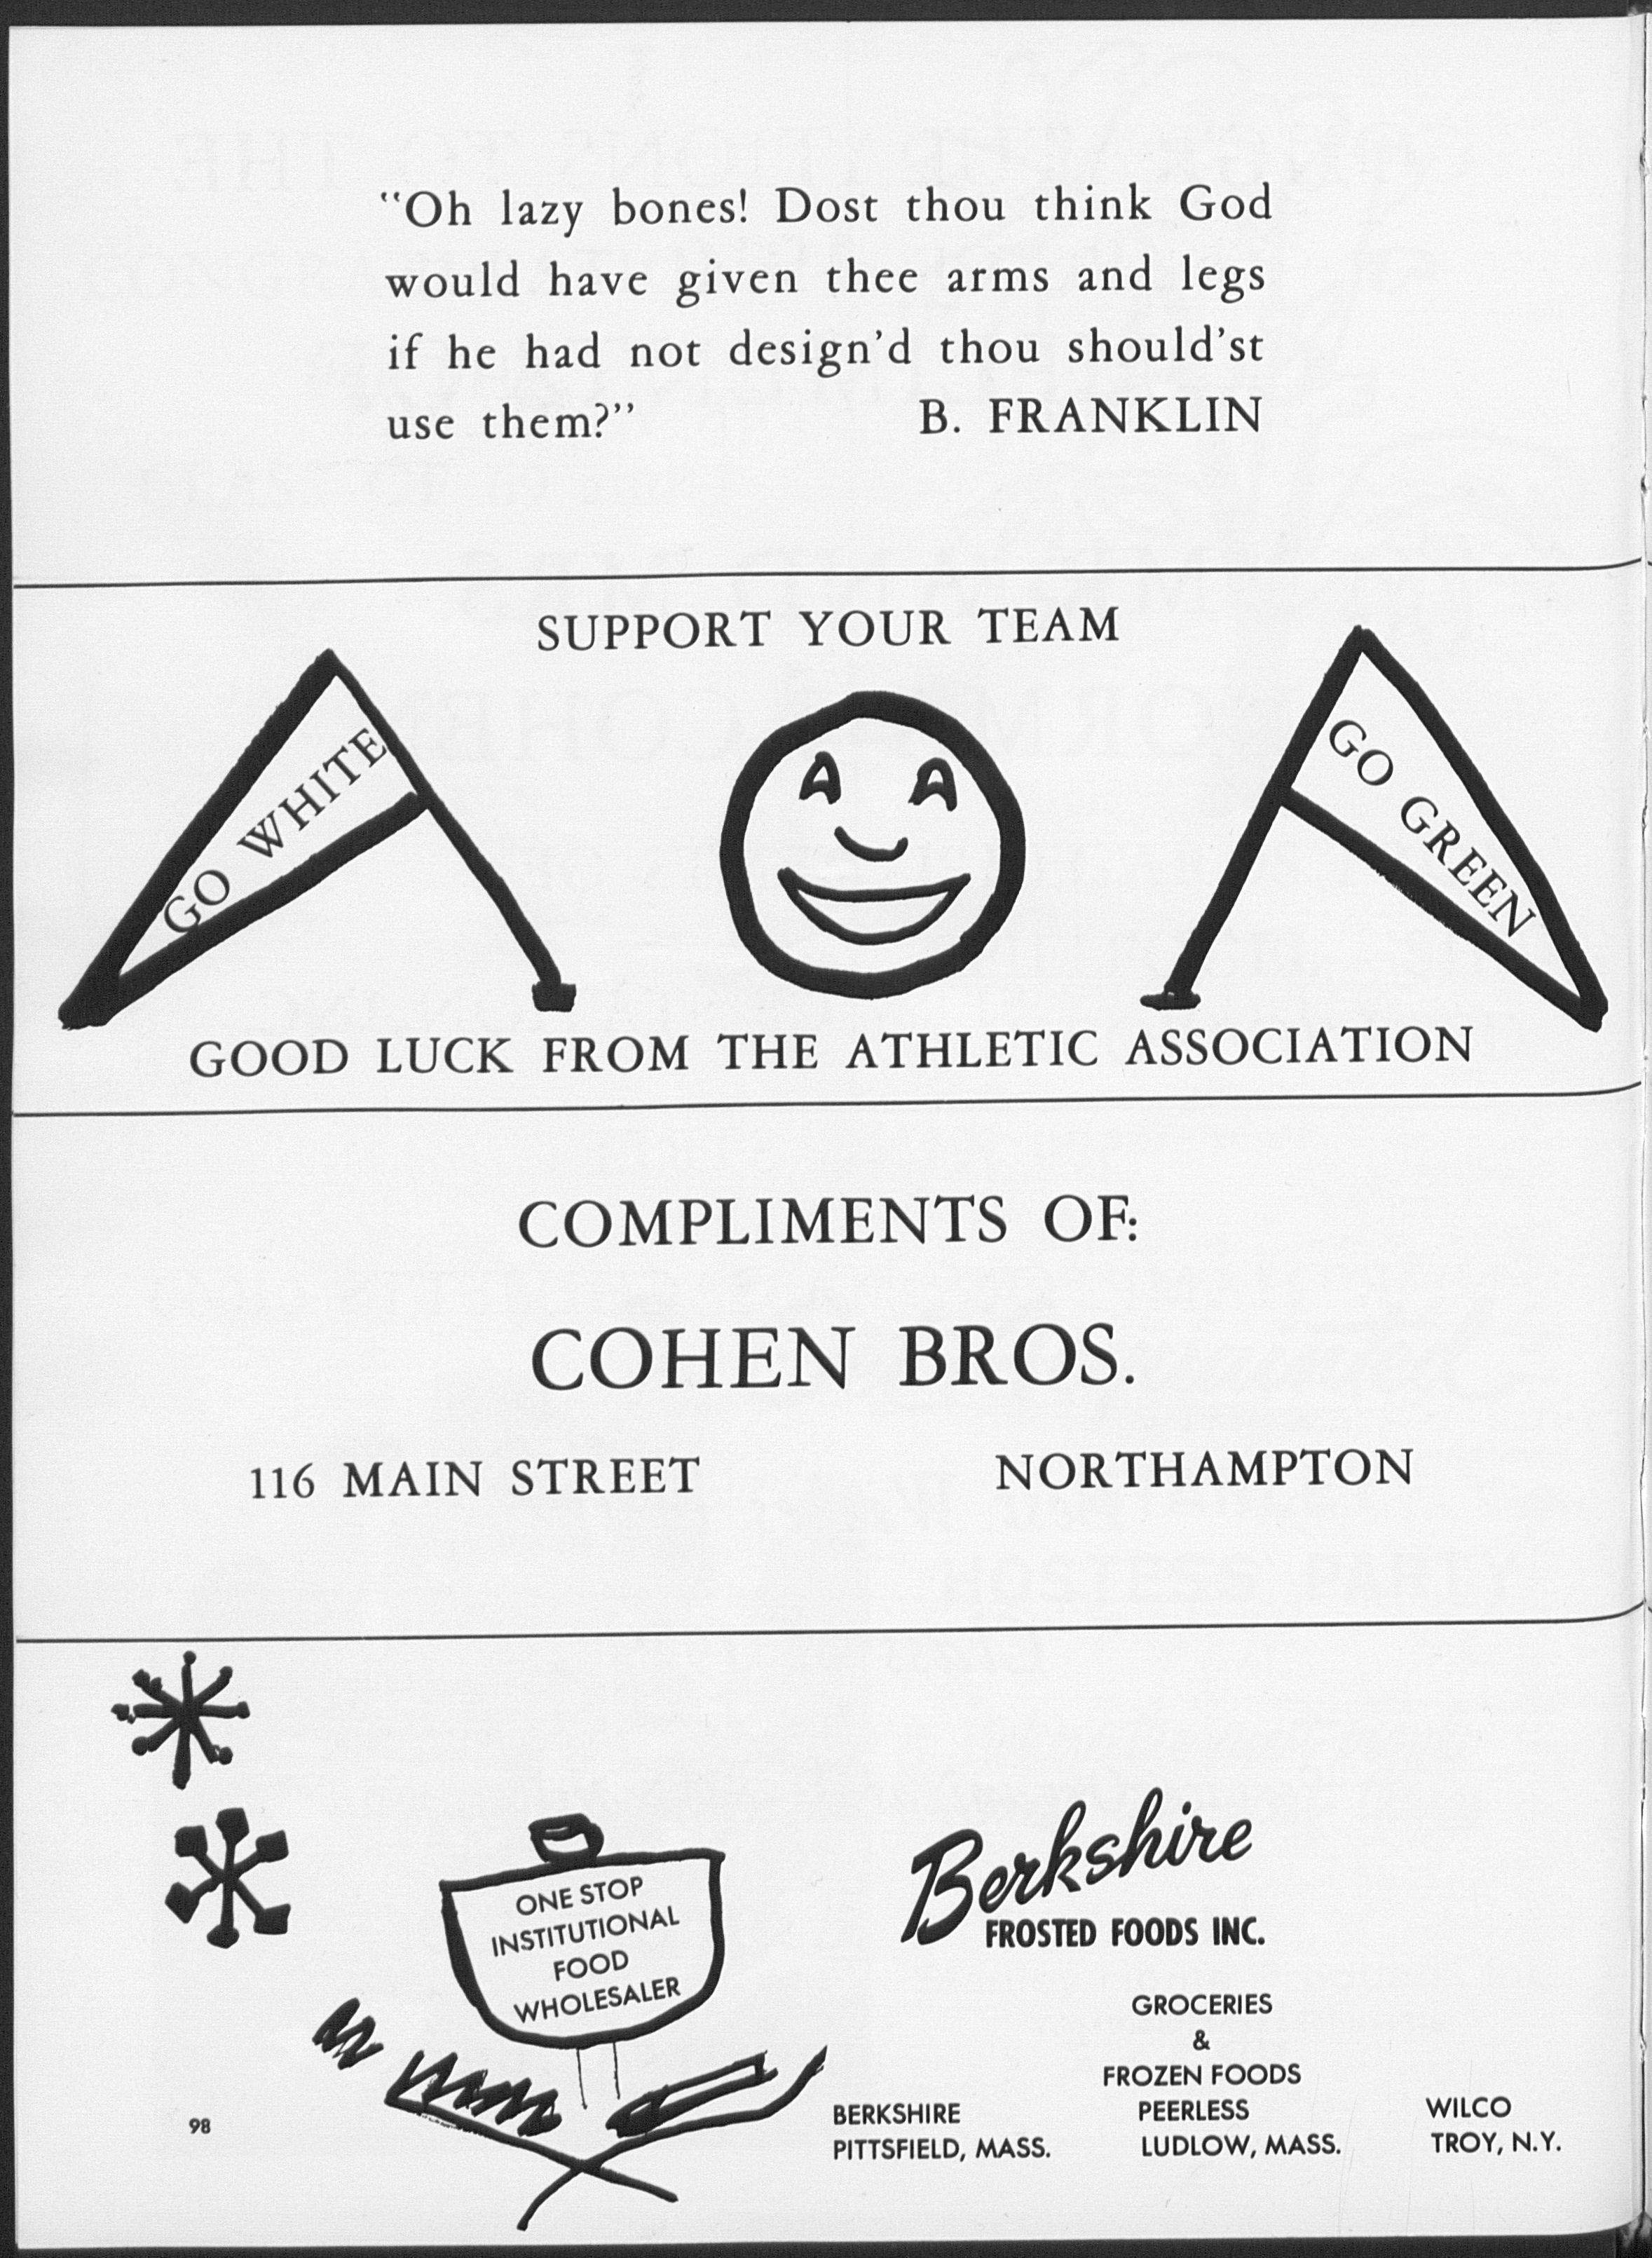 "Oh lazy bones! Dost thou think God
would have given thee arms and legs
if he had not design'd thou should'st
use them?" B. FRANKLIN
SUPPORT YOUR TEAM
GO WHITE
GO GREEN
GOOD LUCK FROM THE ATHLETIC ASSOCIATION
COMPLIMENTS OF:
COHEN BROS.
116 MAIN STREET NORTHAMPTON
ONE STOP
INSTITUTIONAL
FOOD
WHOLESALER
Berkshire
FROSTED FOODS INC.
GROCERIES
&
FROZEN FOODS
BERKSHIRE PEERLESS WILCO
PITTSFIELD, MASS. LUDLOW, MASS. TROY, N.Y.
98